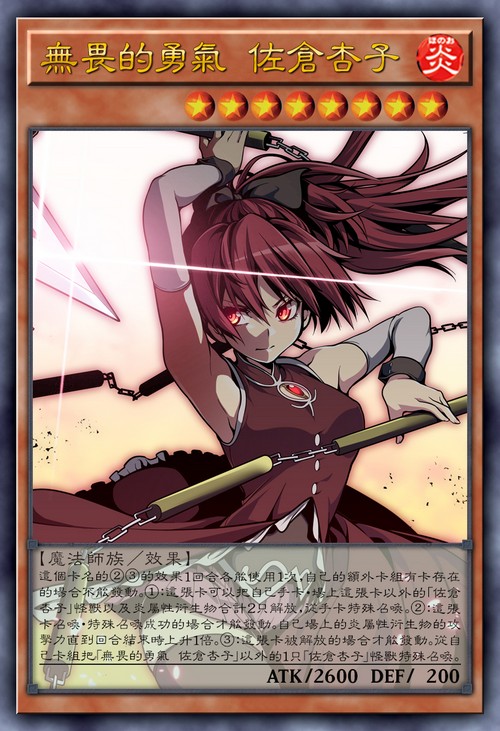 無畏的勇氣 佐倉杏子
ほのお
炎
【魔法師族／效果】
這個卡名的②③的效果1回合各能使用1次,自己的額外卡組有卡存在
的場合不能發動。①:這張卡可以把自己手卡·場上這張卡以外的「佐倉
杏子」怪獸以及炎屬性衍生物合計2只解放,從手卡特殊召喚。②:這張
卡召喚·特殊召喚成功的場合才能發動。自己場上的炎屬性衍生物的攻
擊力直到回合結束時上升1倍。③:這張卡被解放的場合才能發動。從自
己卡組把「無畏的勇氣 佐倉杏子」以外的1只「佐倉杏子」怪獸特殊召喚。
ATK/2600 DEF/ 200